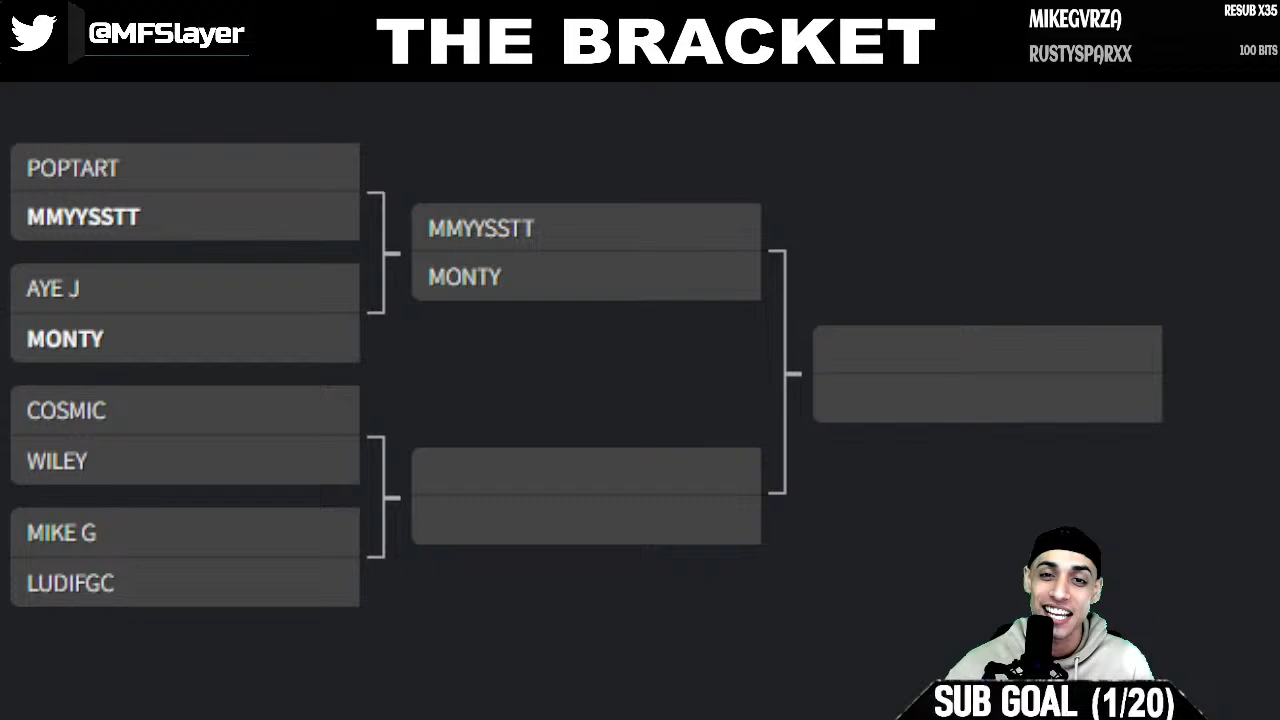 @MFSlayer
THE BRACKET
MIKEGVRZA
RESUB X35
RUSTYSPARXX
100 BITS
POPTART
MMYYSSTT
AYE J
MONTY
COSMIC
WILEY
MIKE G
LUDIFGC
MMYYSSTT
MONTY
SUB GOAL (1/20)